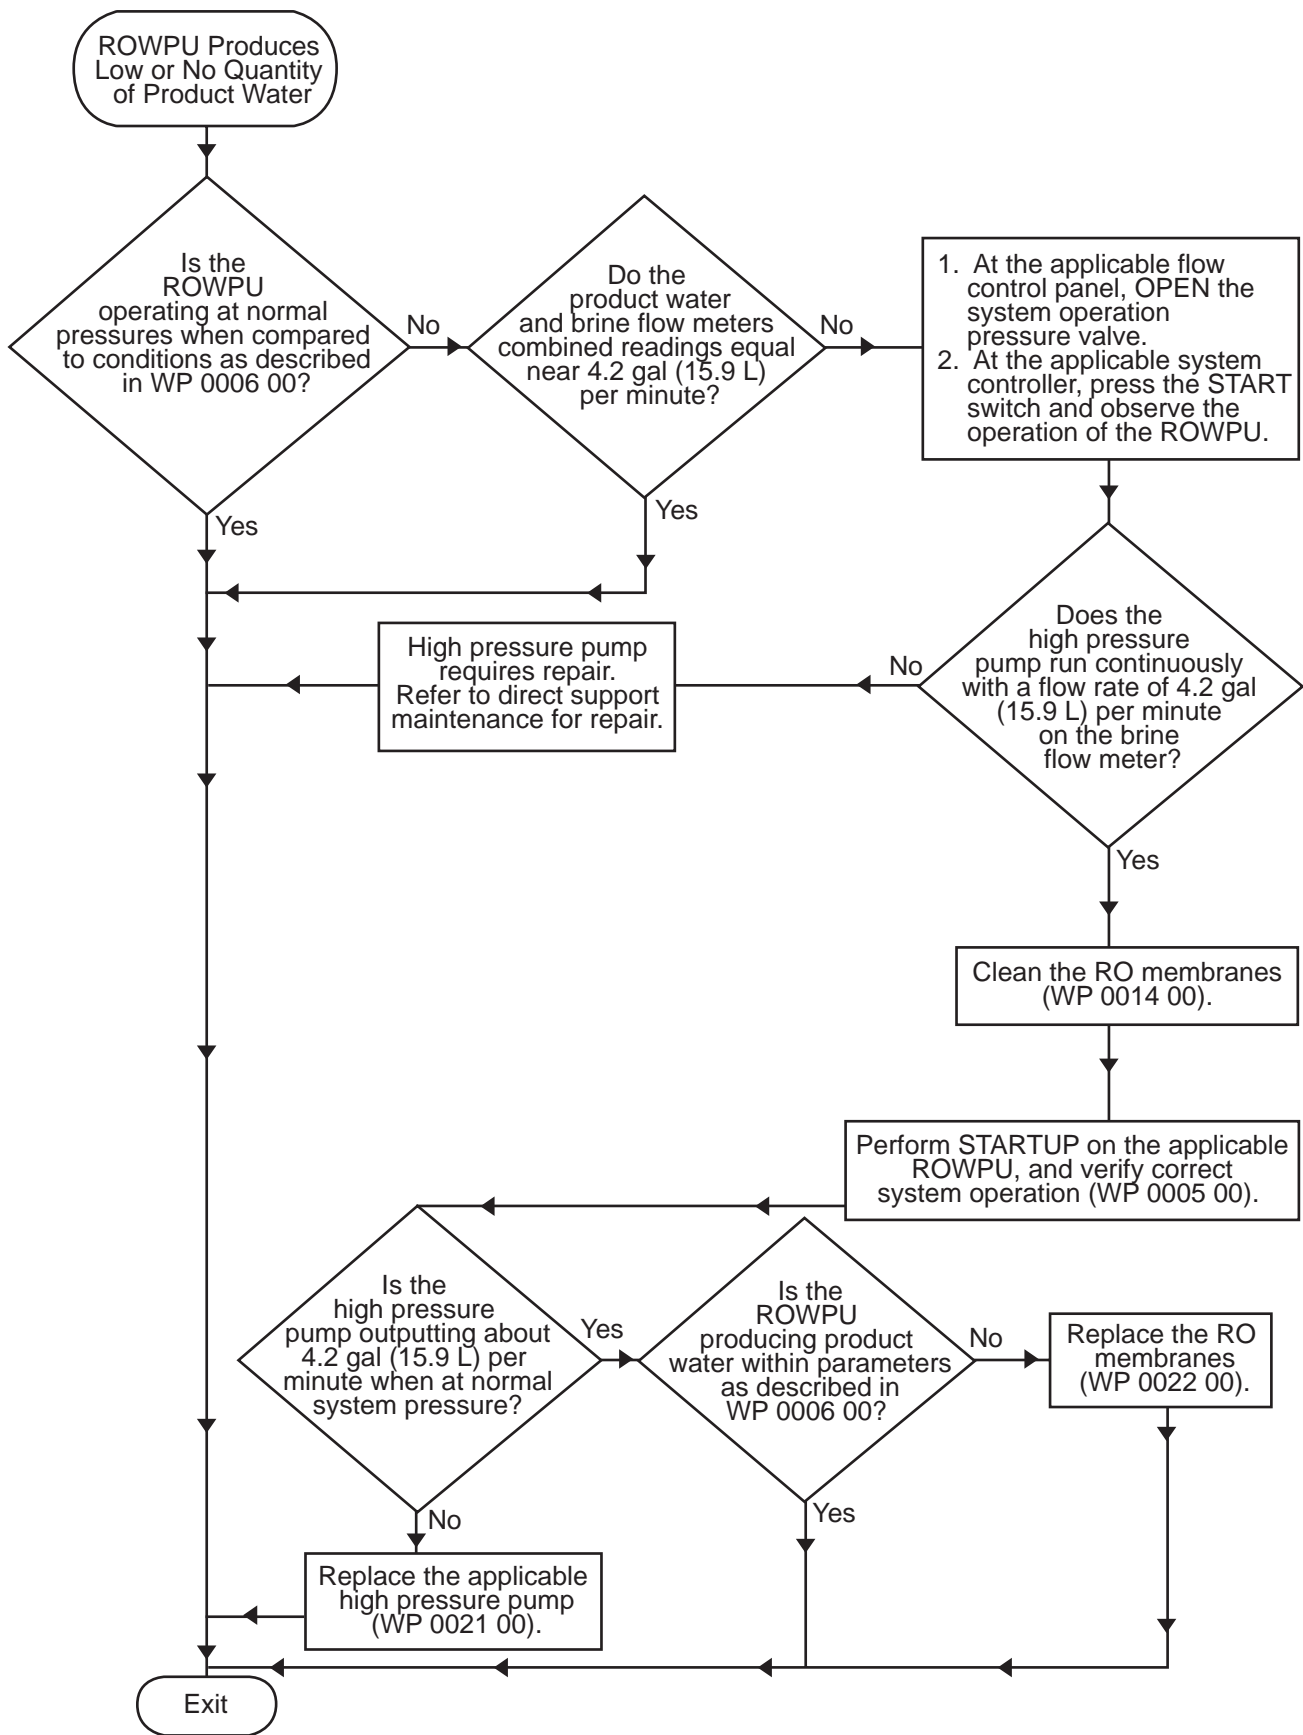 ROWPU Produces
Low or No Quantity
of Product Water
Is the
ROWPU
operating at normal
pressures when compared
to conditions as described
in WP 0006 00?
No
Yes
Do the
product water
and brine flow meters
combined readings equal
near 4.2 gal (15.9 L)
per minute?
No
Yes
1. At the applicable flow
control panel, OPEN the
system operation
pressure valve.
2. At the applicable system
controller, press the START
switch and observe the
operation of the ROWPU.
Does the
high pressure
pump run continuously
with a flow rate of 4.2 gal
(15.9 L) per minute
on the brine
flow meter?
No
Yes
High pressure pump
requires repair.
Refer to direct support
maintenance for repair.
Clean the RO membranes
(WP 0014 00).
Perform STARTUP on the applicable
ROWPU, and verify correct
system operation (WP 0005 00).
Is the
high pressure
pump outputting about
4.2 gal (15.9 L) per
minute when at normal
system pressure?
Yes
No
Is the
ROWPU
producing product
water within parameters
as described in
WP 0006 00?
No
Yes
Replace the RO
membranes
(WP 0022 00).
Replace the applicable
high pressure pump
(WP 0021 00).
Exit